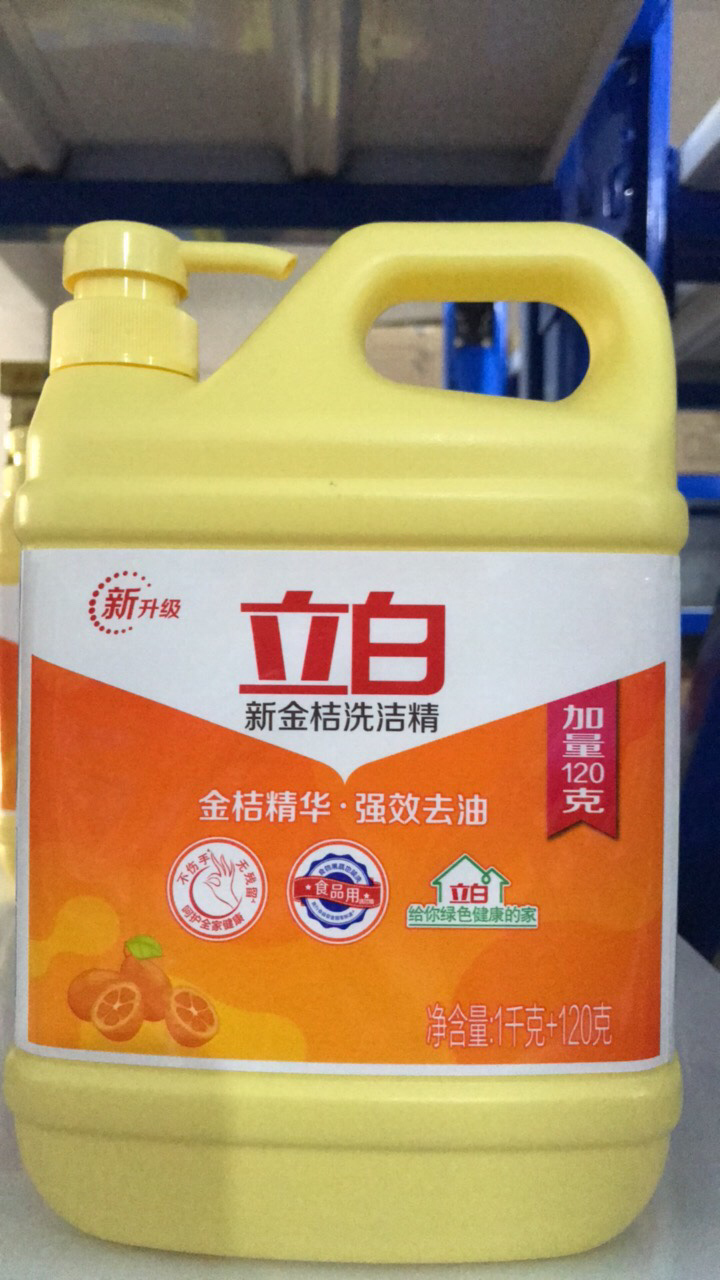 新升级
立白
新金桔洗洁精
加量120克
金桔精华·强效去油
不伤手 无残留
呵护全家健康
食品用
立白
给你绿色健康的家
净含量:1千克+120克